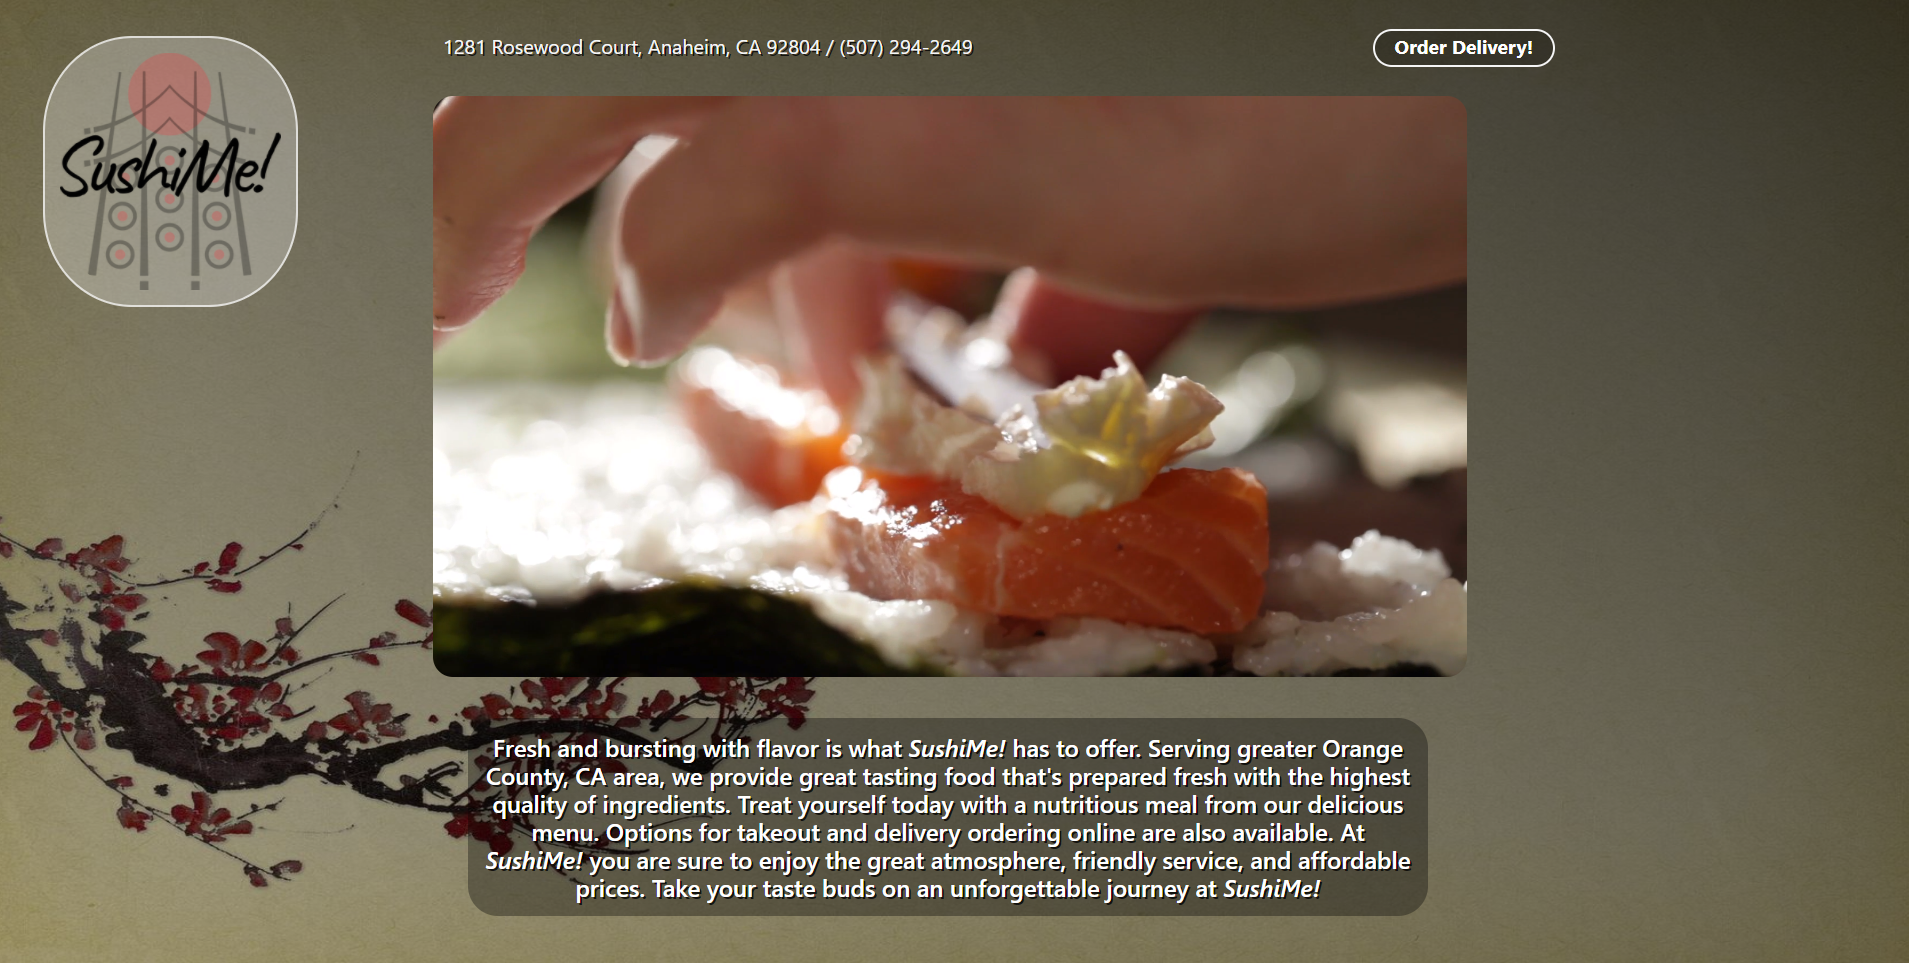 1281 Rosewood Court, Anaheim, CA 92804 / (507) 294-2649
Order Delivery!
SushiMe!
Fresh and bursting with flavor is what SushiMe! has to offer. Serving greater Orange
County, CA area, we provide great tasting food that's prepared fresh with the highest
quality of ingredients. Treat yourself today with a nutritious meal from our delicious
menu. Options for takeout and delivery ordering online are also available. At
SushiMe! you are sure to enjoy the great atmosphere, friendly service, and affordable
prices. Take your taste buds on an unforgettable journey at SushiMe!